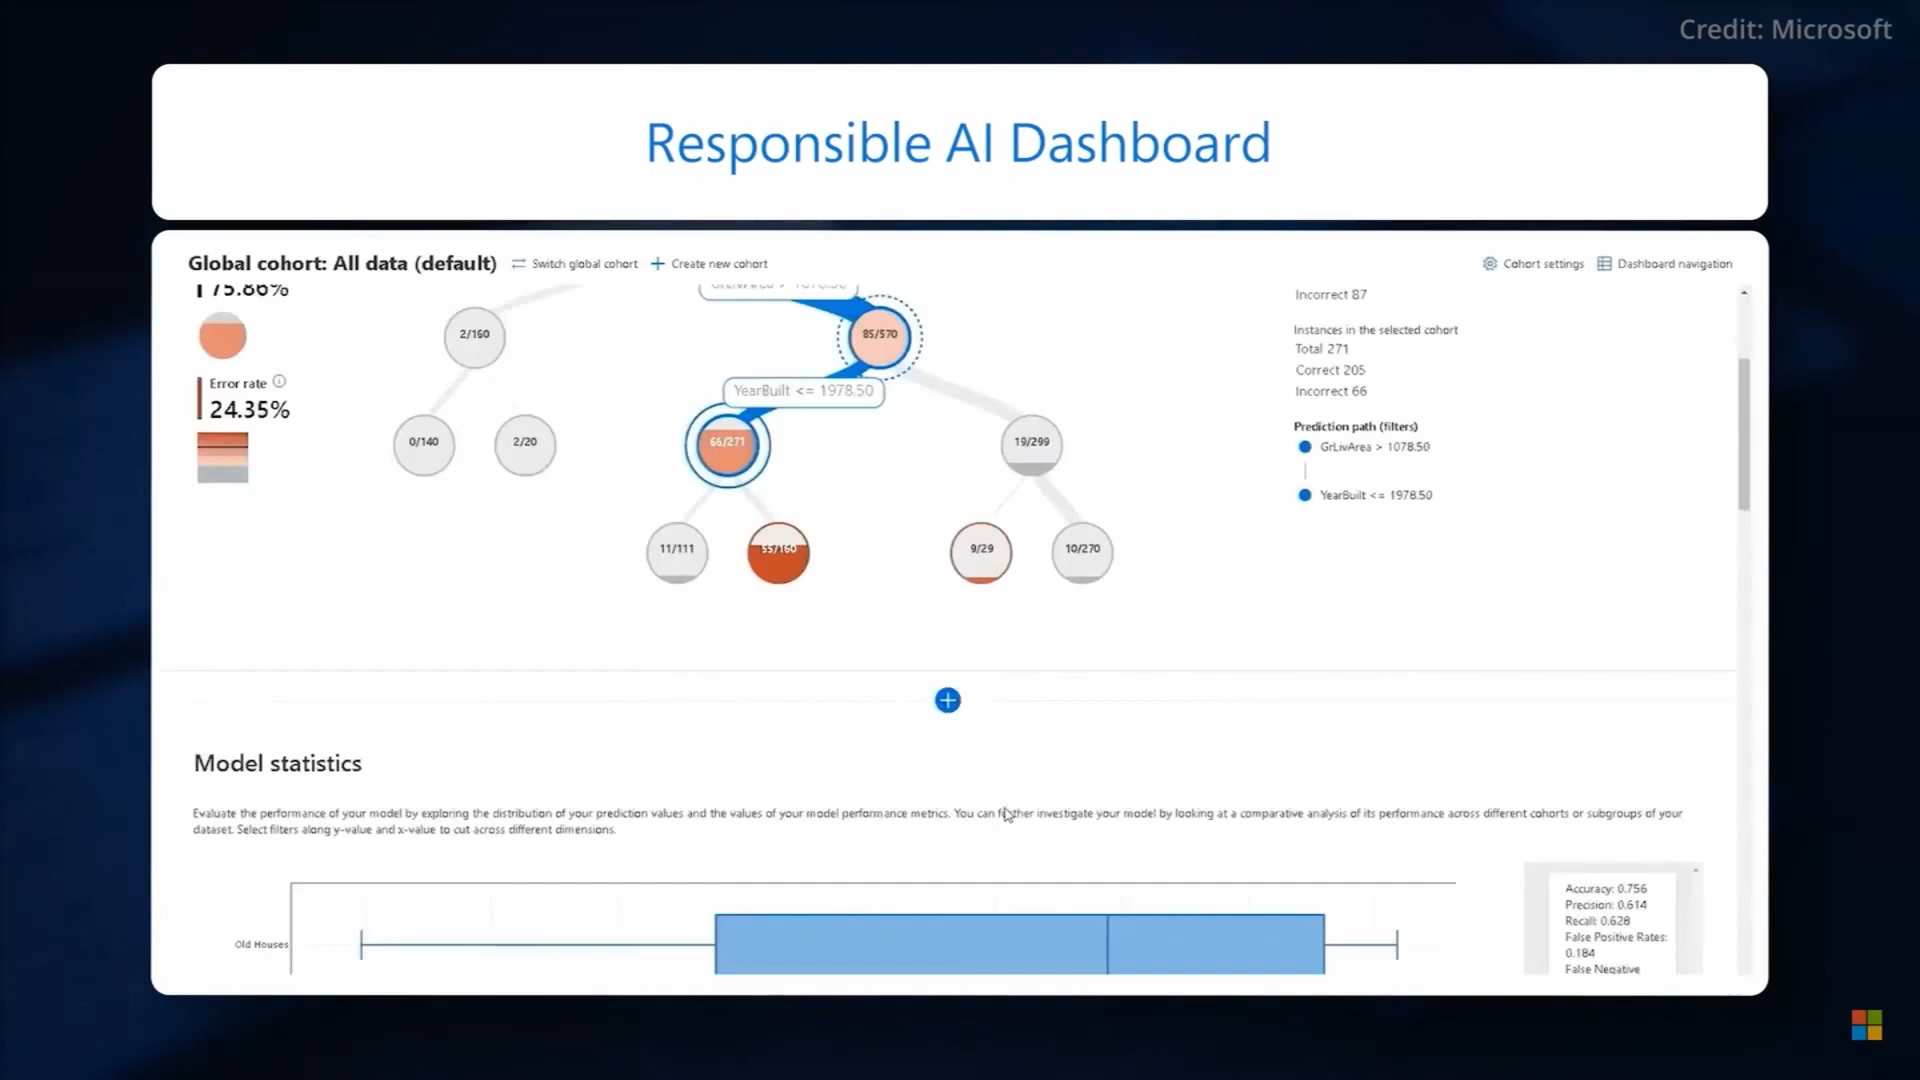 Credit: Microsoft
Responsible AI Dashboard
Global cohort: All data (default)
Switch global cohort
Create new cohort
Cohort settings
Dashboard navigation
75.86%
Error rate
24.35%
2/160
85/570
YearBuilt <= 1978.50
0/140
2/20
66/271
19/299
11/111
55/160
9/29
10/270
Incorrect 87
Instances in the selected cohort
Total 271
Correct 205
Incorrect 66
Prediction path (filters)
GrLivArea > 1078.50
YearBuilt <= 1978.50
Model statistics
Evaluate the performance of your model by exploring the distribution of your prediction values and the values of your model performance metrics. You can further investigate your model by looking at a comparative analysis of its performance across different cohorts or subgroups of your
dataset. Select filters along y-value and x-value to cut across different dimensions.
Old Houses
Accuracy: 0.756
Precision: 0.614
Recall: 0.628
False Positive Rates:
0.184
False Negative